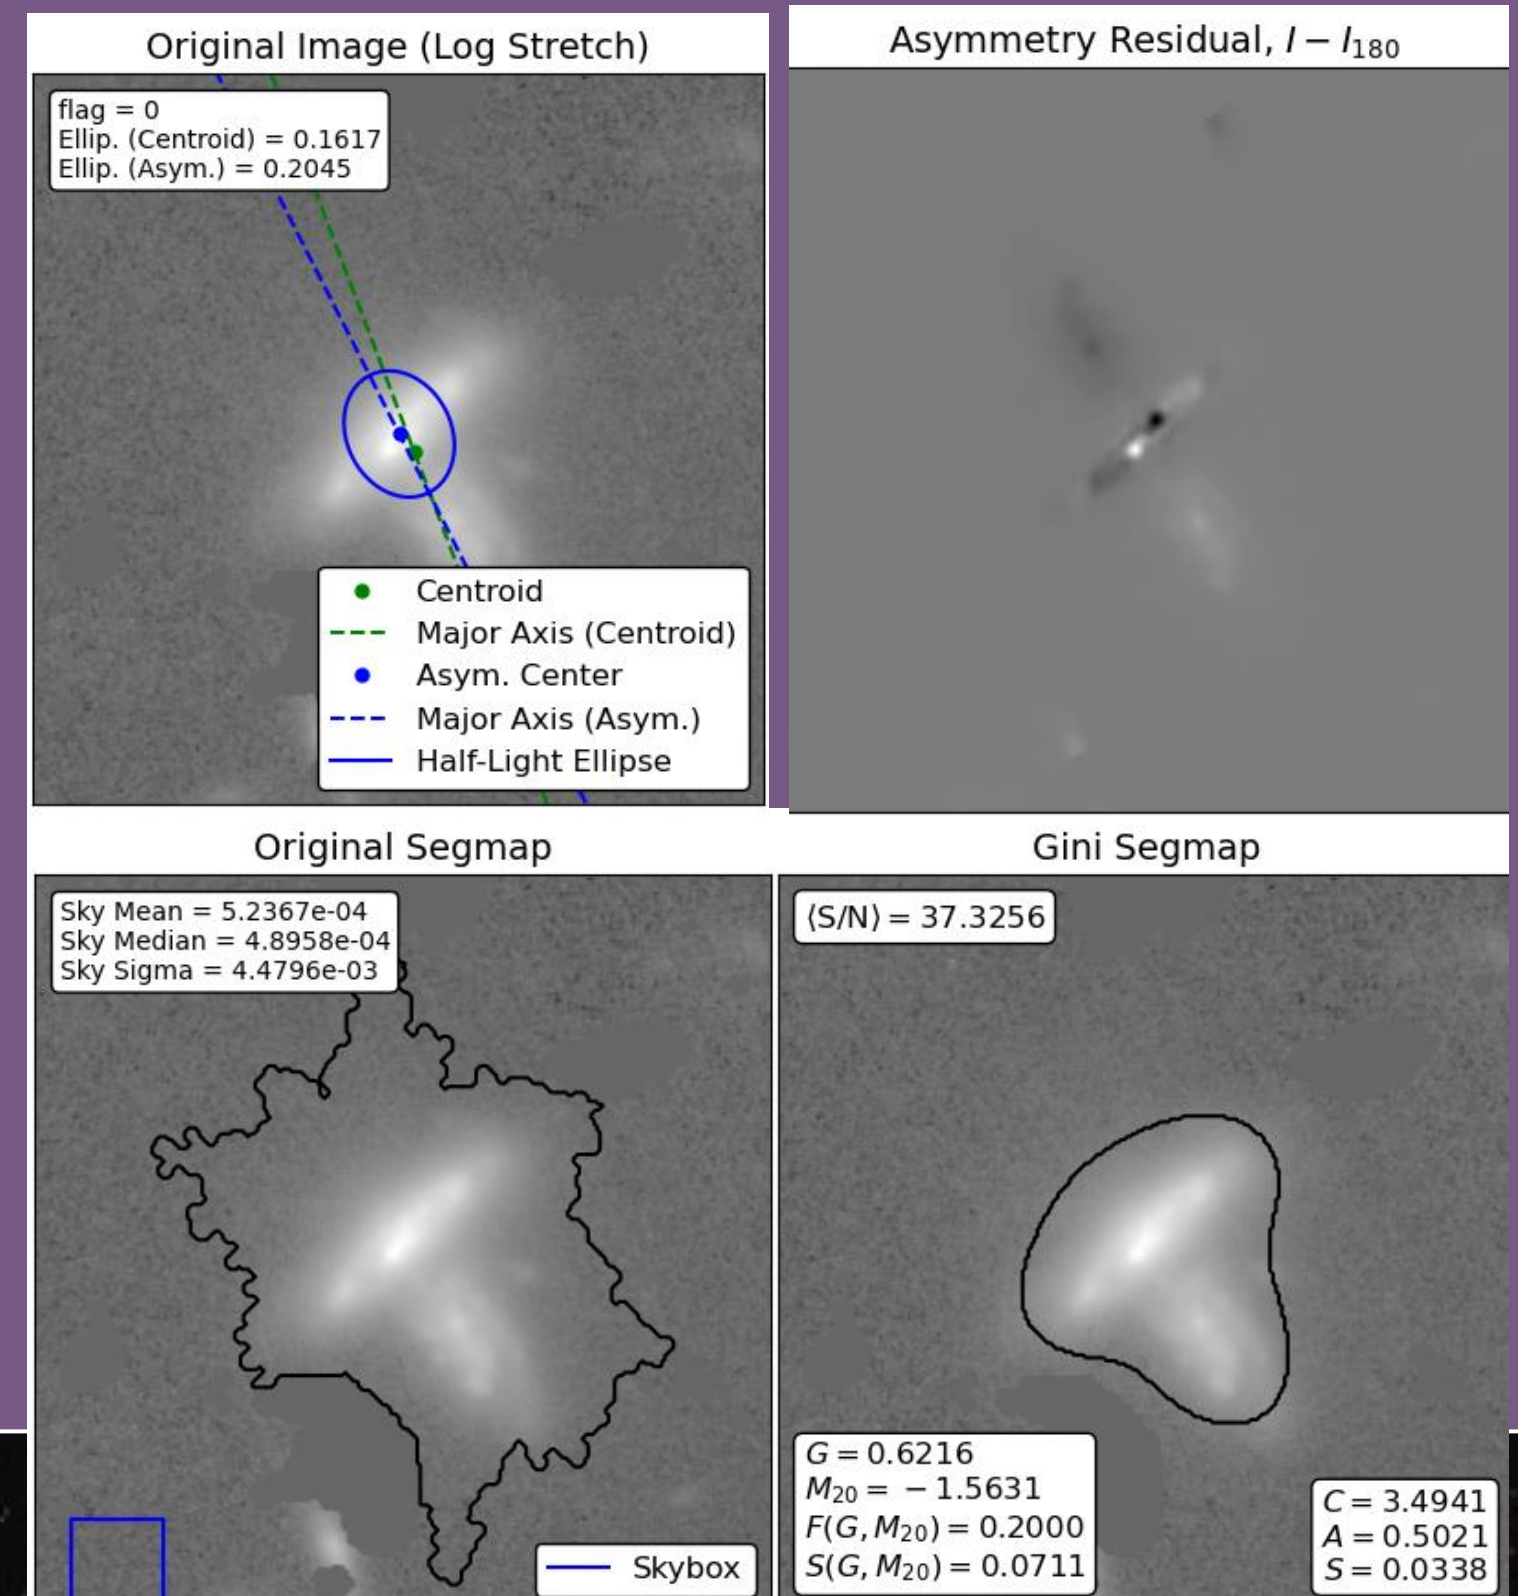 Original Image (Log Stretch)
flag = 0
Ellip. (Centroid) = 0.1617
Ellip. (Asym.) = 0.2045
Centroid
Major Axis (Centroid)
Asym. Center
Major Axis (Asym.)
Half-Light Ellipse
Asymmetry Residual, I − I₁₈₀
Original Segmap
Sky Mean = 5.2367e-04
Sky Median = 4.8958e-04
Sky Sigma = 4.4796e-03
Skybox
Gini Segmap
⟨S/N⟩ = 37.3256
G = 0.6216
M₂₀ = − 1.5631
F(G, M₂₀) = 0.2000
S(G, M₂₀) = 0.0711
C = 3.4941
A = 0.5021
S = 0.0338